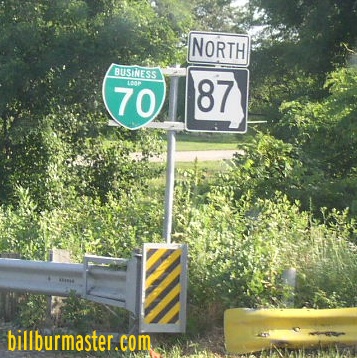 NORTH
BUSINESS
LOOP
70
87
billburmaster.com